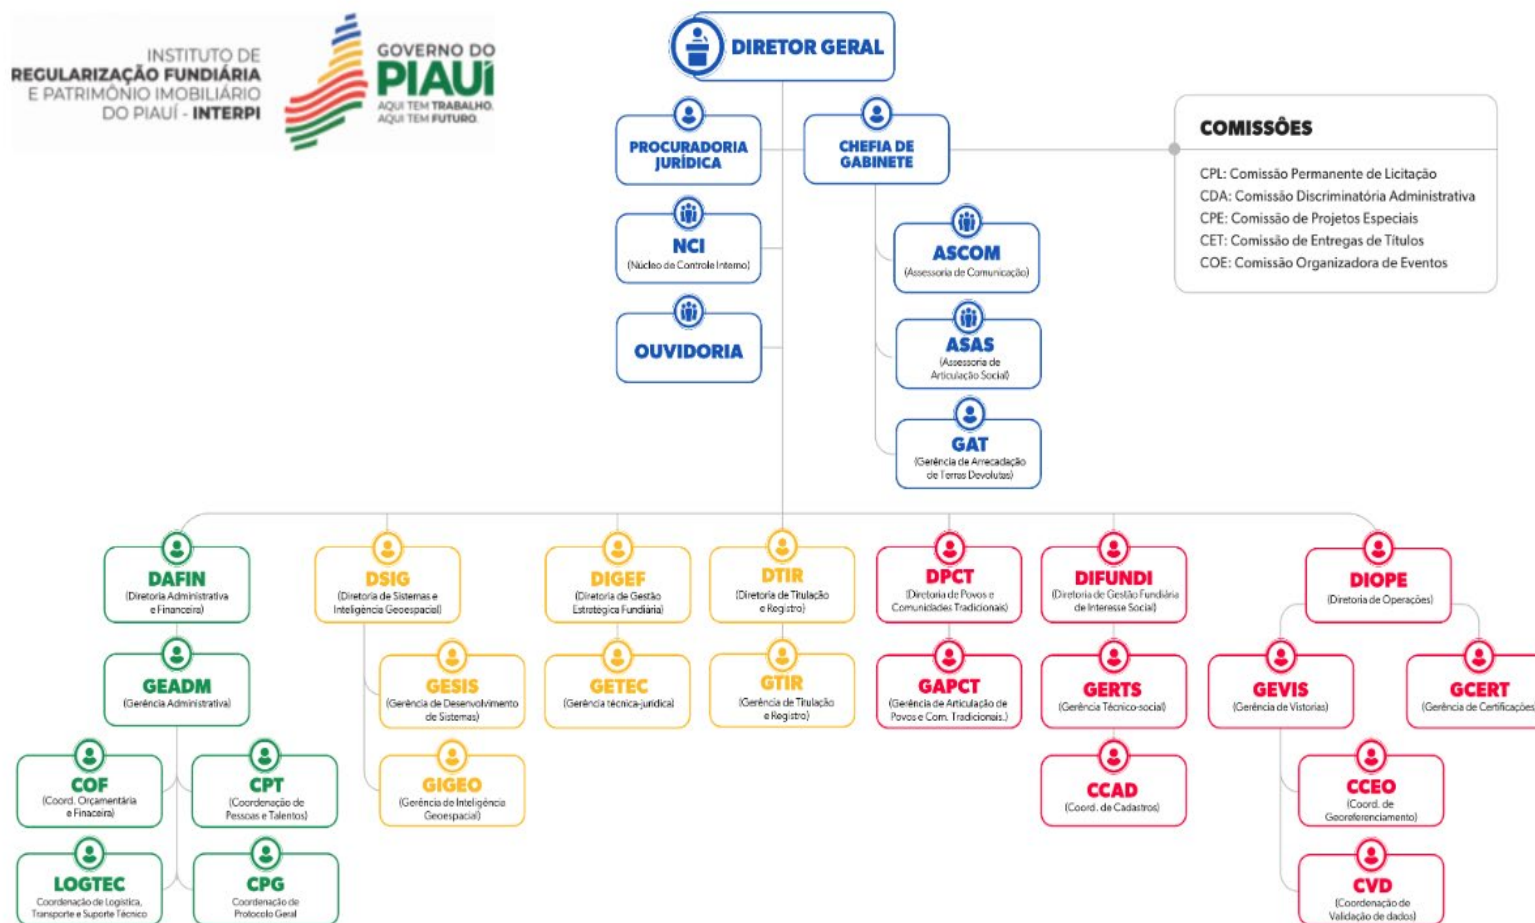 INSTITUTO DE
REGULARIZAÇÃO FUNDIÁRIA
E PATRIMÔNIO IMOBILIÁRIO
DO PIAUÍ - INTERPI
GOVERNO DO
PIAUÍ
AQUI TEM TRABALHO.
AQUI TEM FUTURO.
DIRETOR GERAL
PROCURADORIA
JURÍDICA
CHEFIA DE
GABINETE
COMISSÕES
CPL: Comissão Permanente de Licitação
CDA: Comissão Discriminatória Administrativa
CPE: Comissão de Projetos Especiais
CET: Comissão de Entregas de Títulos
COE: Comissão Organizadora de Eventos
NCI
(Núcleo de Controle Interno)
ASCOM
(Assessoria de Comunicação)
OUVIDORIA
ASAS
(Assessoria de
Articulação Social)
GAT
(Gerência de Arrecadação
de Terras Devolutas)
DAFIN
(Diretoria Administrativa
e Financeira)
DSIG
(Diretoria de Sistemas e
Inteligência Geoespacial)
DIGEF
(Diretoria de Gestão
Estratégica Fundiária)
DTIR
(Diretoria de Titulação
e Registro)
DPCT
(Diretoria de Povos e
Comunidades Tradicionais)
DIFUNDI
(Diretoria de Gestão Fundiária
de Interesse Social)
DIOPE
(Diretoria de Operações)
GEADM
(Gerência Administrativa)
GESIS
(Gerência de Desenvolvimento
de Sistemas)
GETEC
(Gerência técnica-jurídica)
GTIR
(Gerência de Titulação
e Registro)
GAPCT
(Gerência de Articulação de
Povos e Com. Tradicionais.)
GERTS
(Gerência Técnico-social)
GEVIS
(Gerência de Vistorias)
GCERT
(Gerência de Certificações)
COF
(Coord. Orçamentária
e Finaceira)
CPT
(Coordenação de
Pessoas e Talentos)
GIGEO
(Gerência de Inteligência
Geoespacial)
CCAD
(Coord. de Cadastros)
CCEO
(Coord. de
Georeferenciamento)
LOGTEC
Coordenação de Logística,
Transporte e Suporte Técnico
CPG
Coordenação de
Protocolo Geral
CVD
(Coordenação de
Validação de dados)